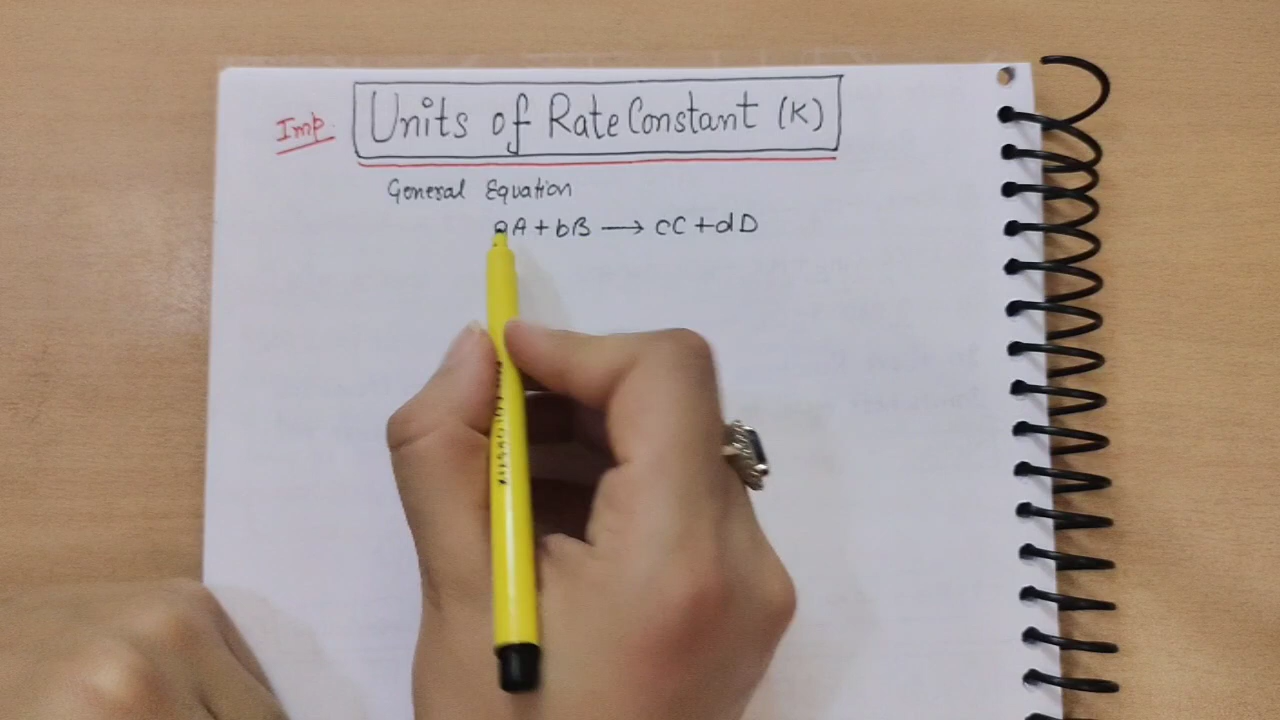 Imp. Units of Rate Constant (K)
General Equation
aA + bB → cC + dD